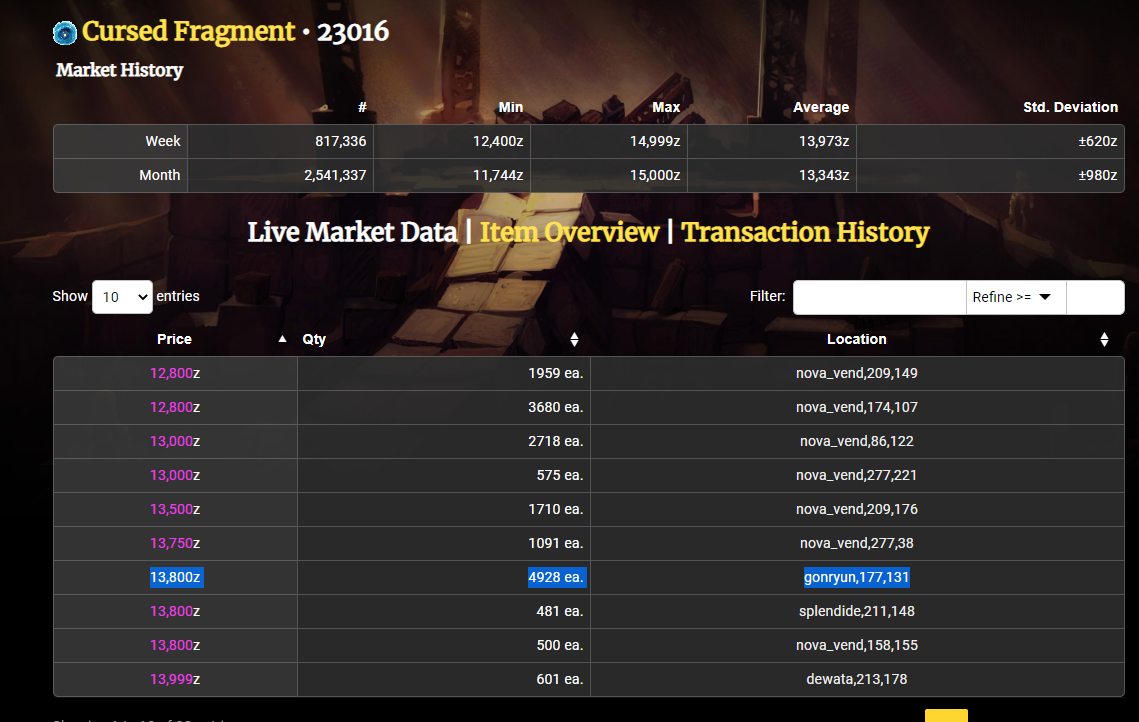 Cursed Fragment • 23016
Market History
# Min Max Average Std. Deviation
Week 817,336 12,400z 14,999z 13,973z ±620z
Month 2,541,337 11,744z 15,000z 13,343z ±980z
Live Market Data | Item Overview | Transaction History
Show 10 entries Filter: Refine >=
Price Qty Location
12,800z 1959 ea. nova_vend,209,149
12,800z 3680 ea. nova_vend,174,107
13,000z 2718 ea. nova_vend,86,122
13,000z 575 ea. nova_vend,277,221
13,500z 1710 ea. nova_vend,209,176
13,750z 1091 ea. nova_vend,277,38
13,800z 4928 ea. gonryun,177,131
13,800z 481 ea. splendide,211,148
13,800z 500 ea. nova_vend,158,155
13,999z 601 ea. dewata,213,178